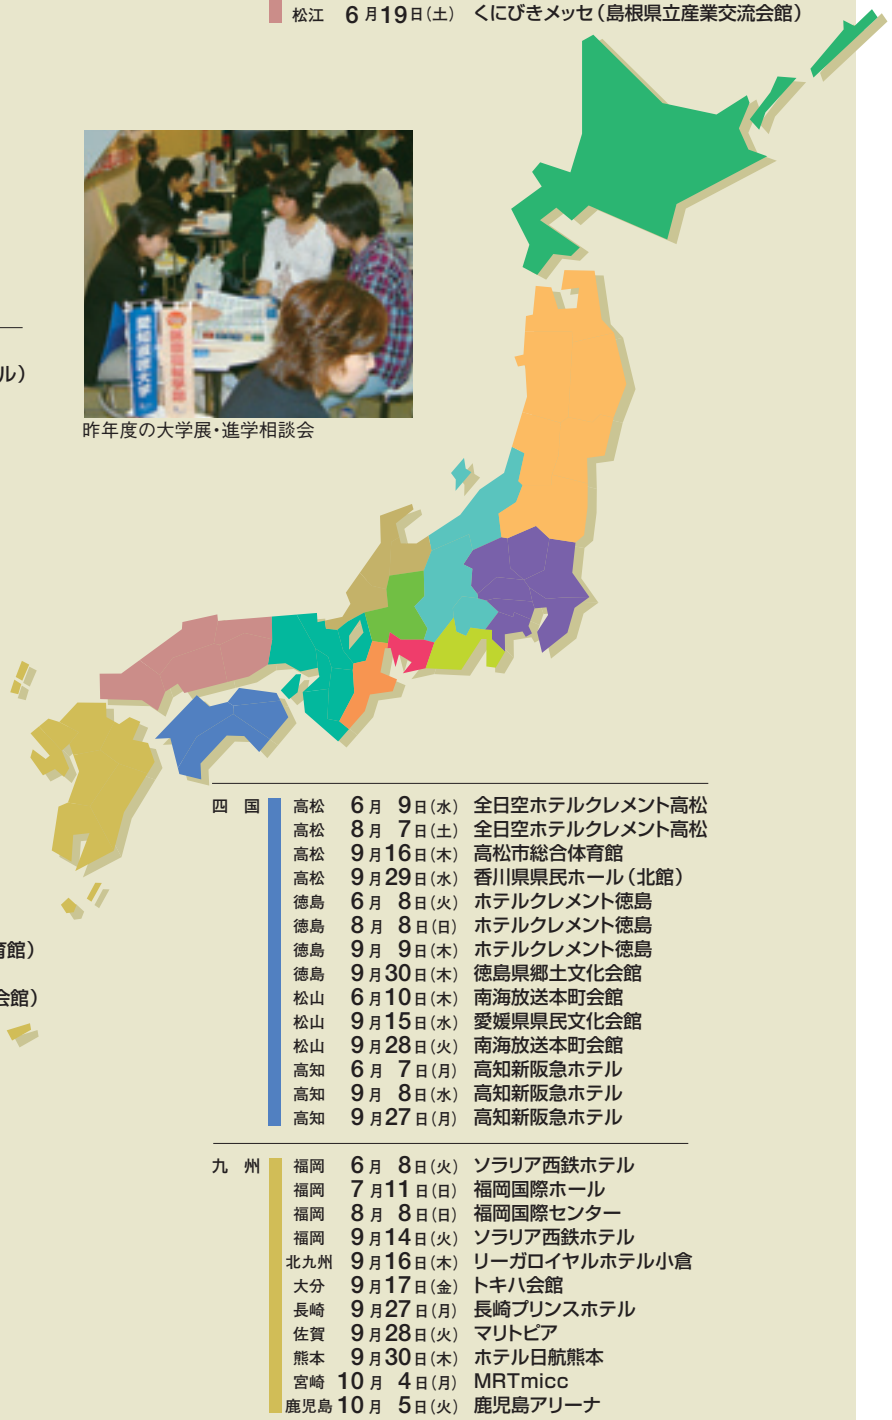 松江 6月19日(土) くにびきメッセ(島根県立産業交流会館)
ル)
昨年度の大学展・進学相談会
育館)
会館)
四国 高松 6月 9日(水) 全日空ホテルクレメント高松
高松 8月 7日(土) 全日空ホテルクレメント高松
高松 9月16日(木) 高松市総合体育館
高松 9月29日(水) 香川県県民ホール(北館)
徳島 6月 8日(火) ホテルクレメント徳島
徳島 8月 8日(日) ホテルクレメント徳島
徳島 9月 9日(木) ホテルクレメント徳島
徳島 9月30日(木) 徳島県郷土文化会館
松山 6月10日(木) 南海放送本町会館
松山 9月15日(水) 愛媛県県民文化会館
松山 9月28日(火) 南海放送本町会館
高知 6月 7日(月) 高知新阪急ホテル
高知 9月 8日(水) 高知新阪急ホテル
高知 9月27日(月) 高知新阪急ホテル
九州 福岡 6月 8日(火) ソラリア西鉄ホテル
福岡 7月11日(日) 福岡国際ホール
福岡 8月 8日(日) 福岡国際センター
福岡 9月14日(火) ソラリア西鉄ホテル
北九州 9月16日(木) リーガロイヤルホテル小倉
大分 9月17日(金) トキハ会館
長崎 9月27日(月) 長崎プリンスホテル
佐賀 9月28日(火) マリトピア
熊本 9月30日(木) ホテル日航熊本
宮崎 10月 4日(月) MRTmicc
鹿児島 10月 5日(火) 鹿児島アリーナ